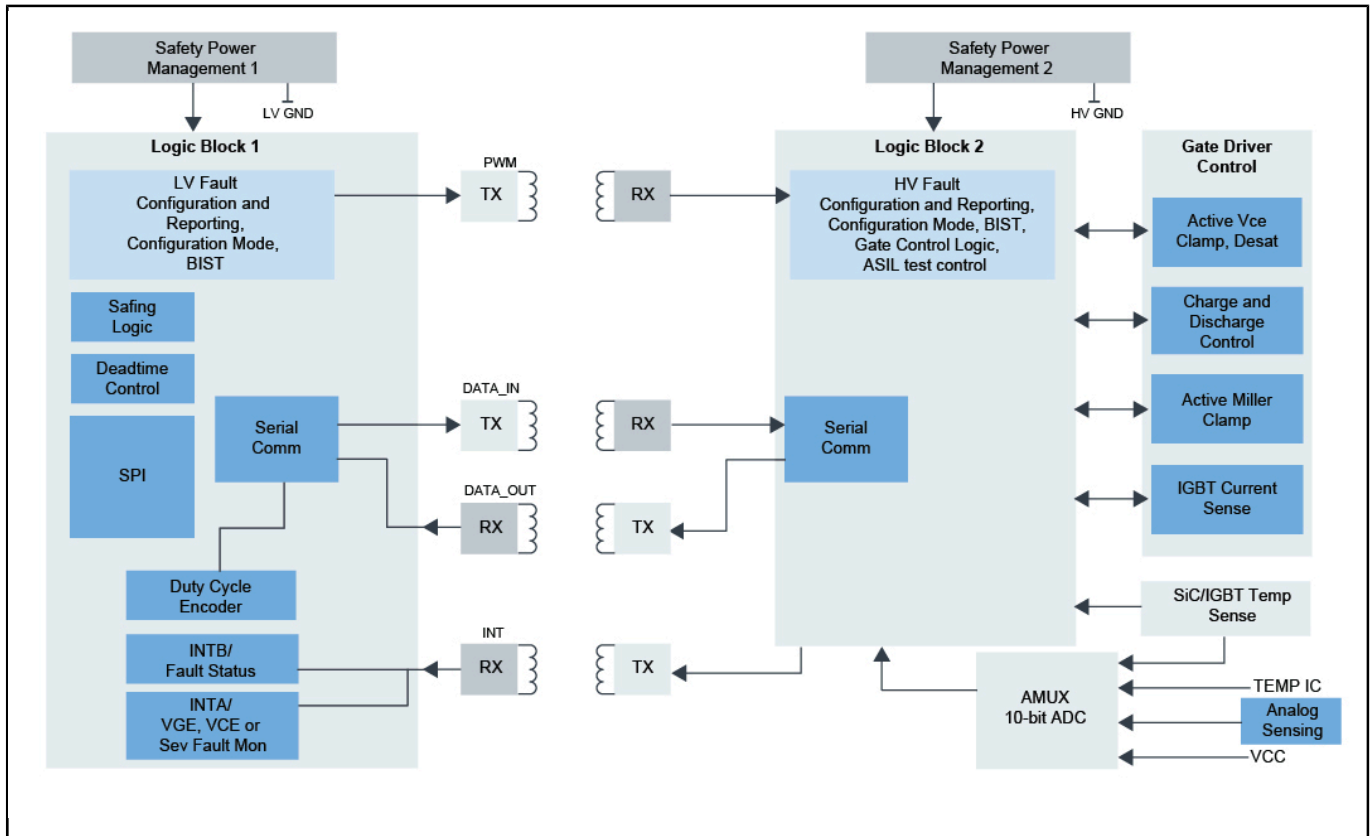 Safety Power
Management 1
LV GND
Safety Power
Management 2
HV GND
Logic Block 1
LV Fault
Configuration and
Reporting,
Configuration Mode,
BIST
Safing
Logic
Deadtime
Control
SPI
Serial
Comm
Duty Cycle
Encoder
INTB/
Fault Status
INTA/
VGE, VCE or
Sev Fault Mon
PWM
TX
RX
DATA_IN
TX
RX
DATA_OUT
RX
TX
INT
RX
TX
Logic Block 2
HV Fault
Configuration and Reporting,
Configuration Mode, BIST,
Gate Control Logic,
ASIL test control
Serial
Comm
Gate Driver
Control
Active Vce
Clamp, Desat
Charge and
Discharge
Control
Active Miller
Clamp
IGBT Current
Sense
SiC/IGBT Temp
Sense
AMUX
10-bit ADC
TEMP IC
Analog
Sensing
VCC